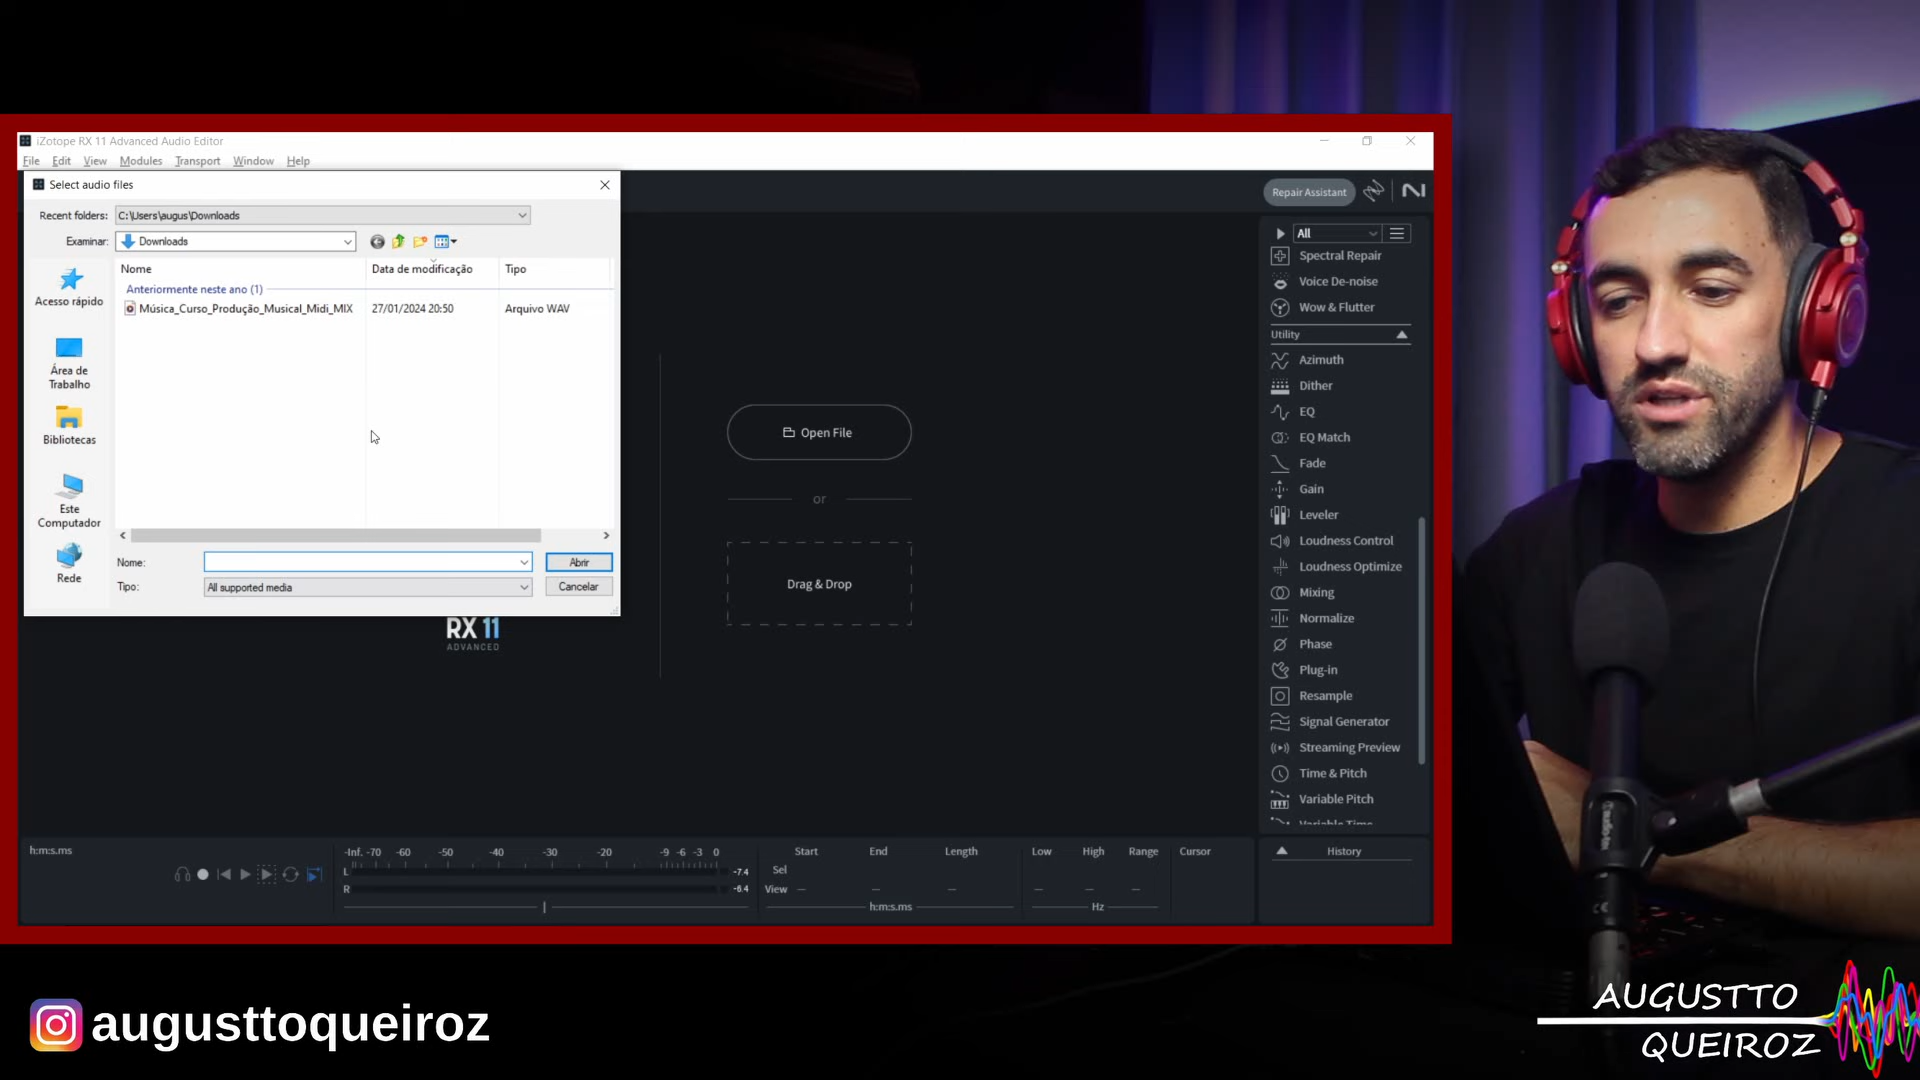 iZotope RX 11 Advanced Audio Editor
File Edit View Modules Transport Window Help
Select audio files
Recent folders: C:\Users\augus\Downloads
Examinar: Downloads
Nome Data de modificação Tipo
Anteriormente neste ano (1)
Música_Curso_Produção_Musical_Midi_MIX 27/01/2024 20:50 Arquivo WAV
Acesso rápido
Área de
Trabalho
Bibliotecas
Este
Computador
Rede
Nome: Abrir
Tipo: All supported media Cancelar
RX 11
ADVANCED
Open File
or
Drag & Drop
Repair Assistant
All
Spectral Repair
Voice De-noise
Wow & Flutter
Utility
Azimuth
Dither
EQ
EQ Match
Fade
Gain
Leveler
Loudness Control
Loudness Optimize
Mixing
Normalize
Phase
Plug-in
Resample
Signal Generator
Streaming Preview
Time & Pitch
Variable Pitch
Variable Time
h:m:s.ms
-Inf. -70 -60 -50 -40 -30 -20 -9 -6 -3 0
L -7.4
R -6.4
Start End Length Low High Range Cursor
Sel
View — — — — — —
h:m:s.ms Hz
History
augusttoqueiroz
AUGUSTTO
QUEIROZ